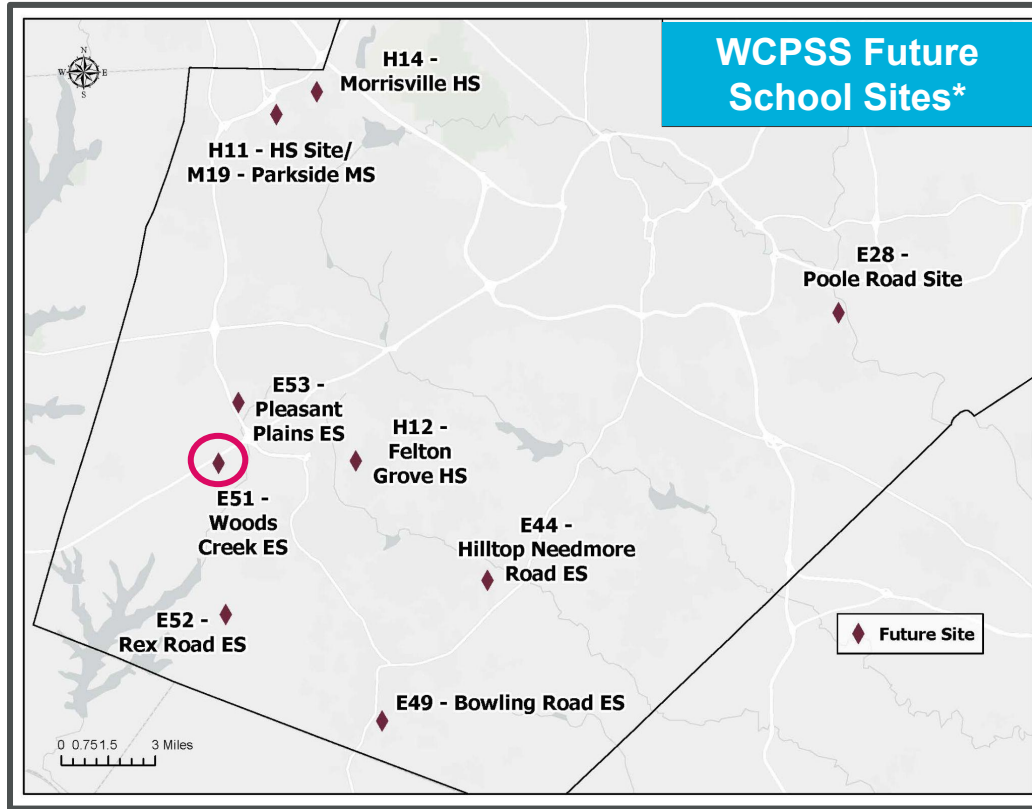 WCPSS Future
School Sites*
N
W
E
S
H14 -
Morrisville HS
H11 - HS Site/
M19 - Parkside MS
E28 -
Poole Road Site
E53 -
Pleasant
Plains ES
H12 -
Felton
Grove HS
E51 -
Woods
Creek ES
E44 -
Hilltop Needmore
Road ES
E52 -
Rex Road ES
Future Site
E49 - Bowling Road ES
0 0.751.5 3 Miles